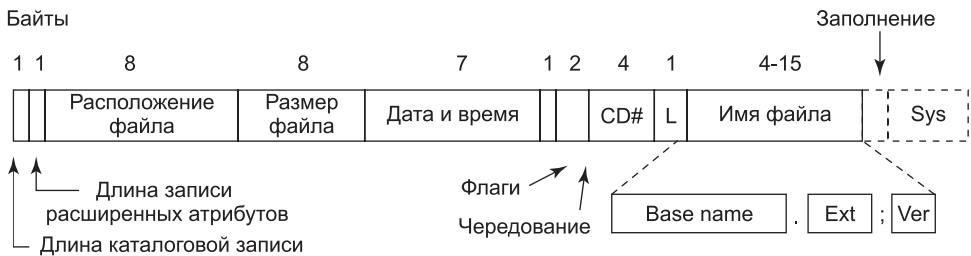 Байты
Заполнение
1 1 8 8 7 1 2 4 1 4-15
Расположение файла
Размер файла
Дата и время
CD#
L
Имя файла
Sys
Длина записи
расширенных атрибутов
Длина каталоговой записи
Флаги
Чередование
Base name . Ext ; Ver